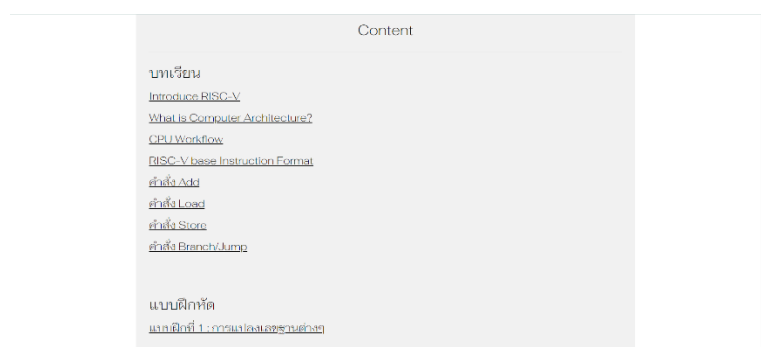 Content
บทเรียน
Introduce RISC-V
What is Computer Architecture?
CPU Workflow
RISC-V base Instruction Format
คำสั่ง Add
คำสั่ง Load
คำสั่ง Store
คำสั่ง Branch/Jump
แบบฝึกหัด
แบบฝึกที่ 1 : การแปลงเลขฐานต่างๆ